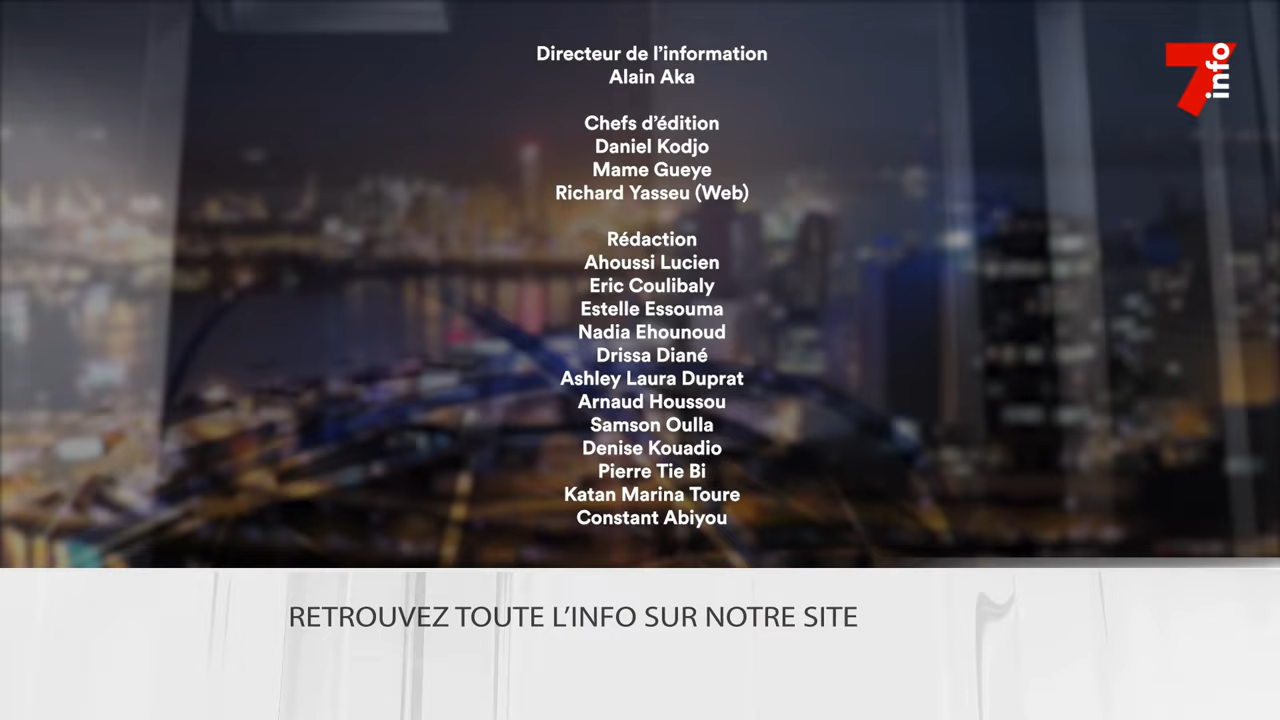 Directeur de l'information
Alain Aka
Chefs d'édition
Daniel Kodjo
Mame Gueye
Richard Yasseu (Web)
Rédaction
Ahoussi Lucien
Eric Coulibaly
Estelle Essouma
Nadia Ehounoud
Drissa Diané
Ashley Laura Duprat
Arnaud Houssou
Samson Oulla
Denise Kouadio
Pierre Tie Bi
Katan Marina Toure
Constant Abiyou
7info
RETROUVEZ TOUTE L'INFO SUR NOTRE SITE